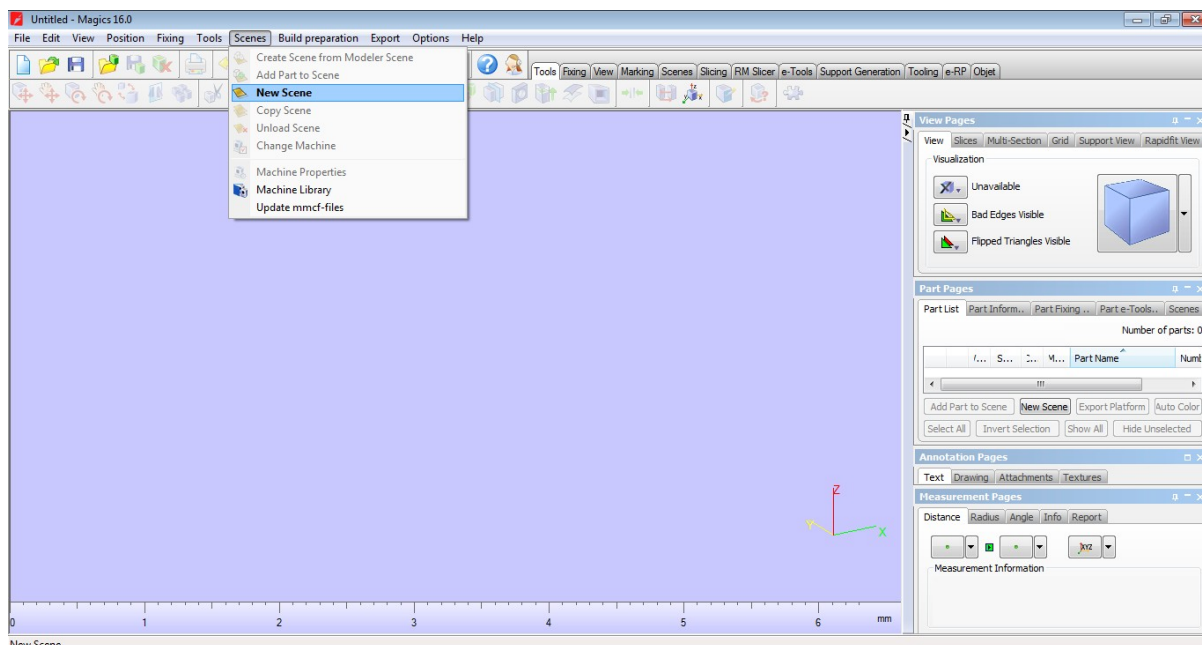 Untitled - Magics 16.0
File Edit View Position Fixing Tools Scenes Build preparation Export Options Help
Create Scene from Modeler Scene
Add Part to Scene
New Scene
Copy Scene
Unload Scene
Change Machine
Machine Properties
Machine Library
Update mmcf-files
Tools Fixing View Marking Scenes Slicing RM Slicer e-Tools Support Generation Tooling e-RP Objet
View Pages
View Slices Multi-Section Grid Support View Rapidfit View
Visualization
Unavailable
Bad Edges Visible
Flipped Triangles Visible
Part Pages
Part List Part Inform.. Part Fixing .. Part e-Tools.. Scenes
Number of parts: 0
S... M... Part Name Numb
Add Part to Scene New Scene Export Platform Auto Color
Select All Invert Selection Show All Hide Unselected
Annotation Pages
Text Drawing Attachments Textures
Measurement Pages
Distance Radius Angle Info Report
XYZ
Measurement Information
Z
Y
X
0 1 2 3 4 5 6 mm
New Scene